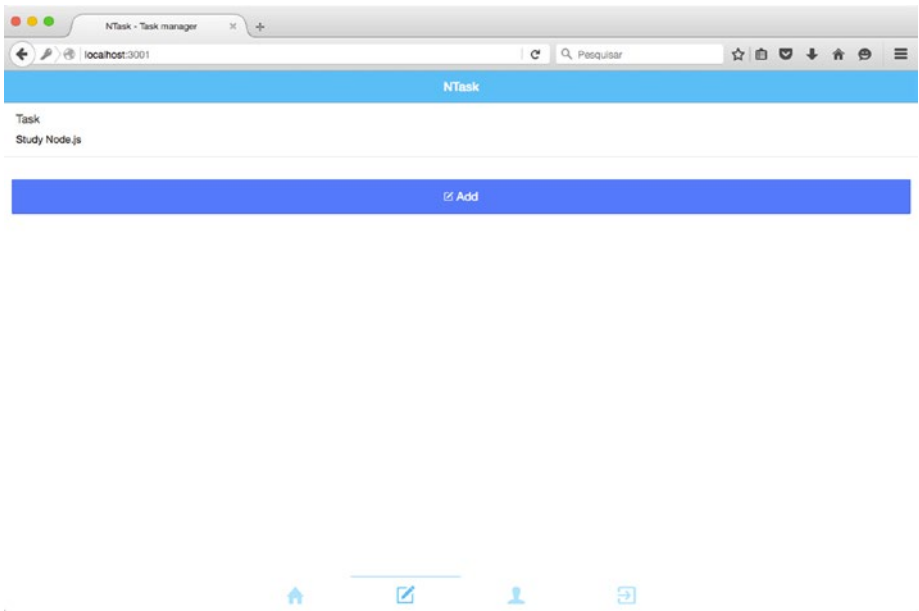 NTask - Task manager
localhost:3001
Pesquisar
NTask
Task
Study Node.js
Add